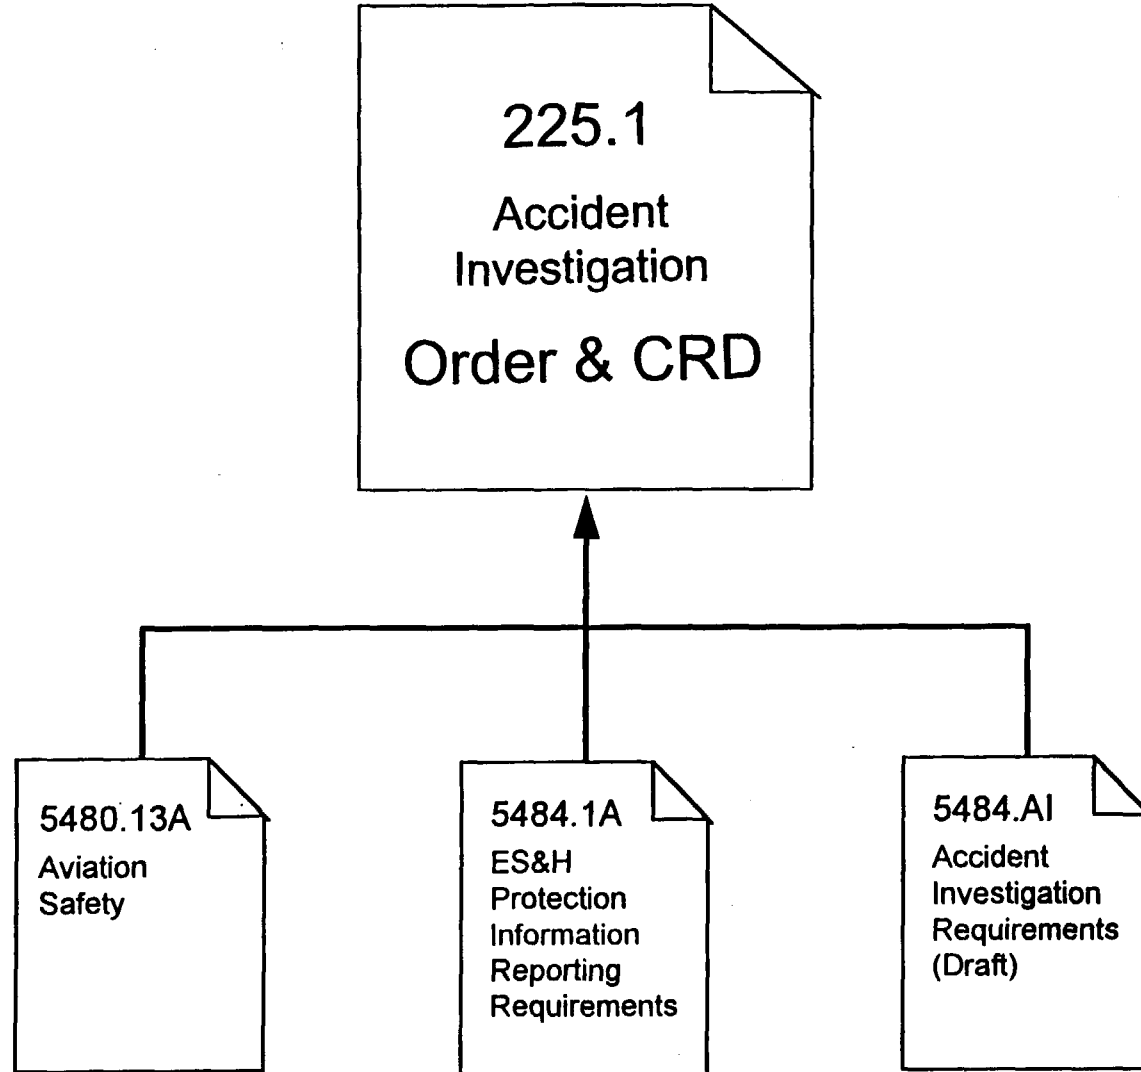 225.1
Accident
Investigation
Order & CRD
5480.13A
Aviation
Safety
5484.1A
ES&H
Protection
Information
Reporting
Requirements
5484.AI
Accident
Investigation
Requirements
(Draft)